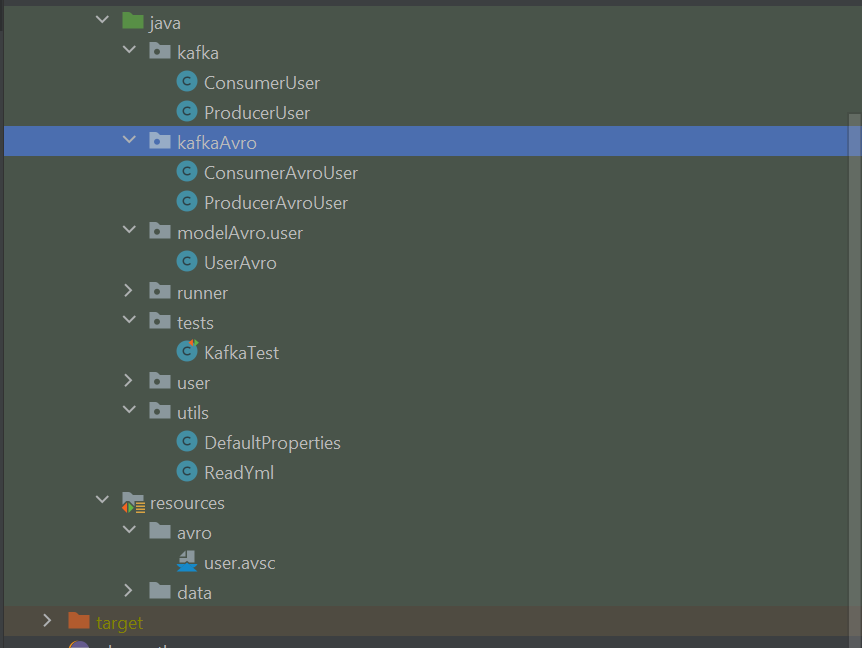 java
kafka
ConsumerUser
ProducerUser
kafkaAvro
ConsumerAvroUser
ProducerAvroUser
modelAvro.user
UserAvro
runner
tests
KafkaTest
user
utils
DefaultProperties
ReadYml
resources
avro
user.avsc
data
target